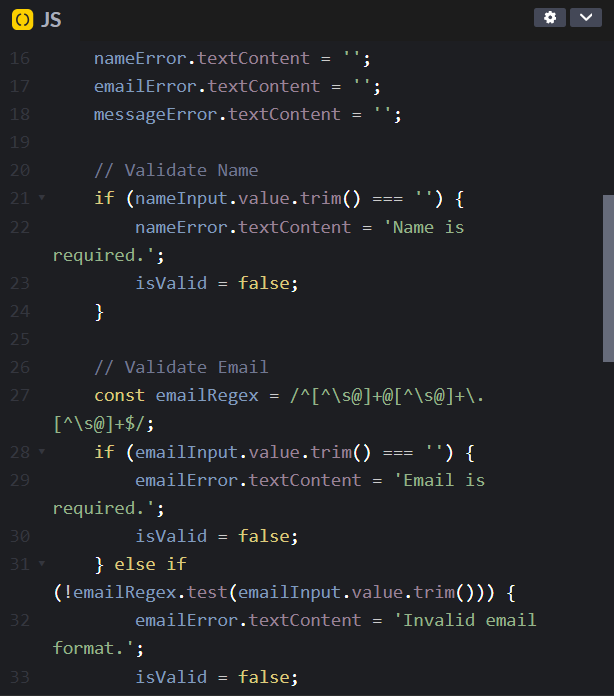 JS
16 nameError.textContent = '';
17 emailError.textContent = '';
18 messageError.textContent = '';
19
20 // Validate Name
21 if (nameInput.value.trim() === '') {
22 nameError.textContent = 'Name is
required.';
23 isValid = false;
24 }
25
26 // Validate Email
27 const emailRegex = /^[^\s@]+@[^\s@]+\.
[^\s@]+$/;
28 if (emailInput.value.trim() === '') {
29 emailError.textContent = 'Email is
required.';
30 isValid = false;
31 } else if
(!emailRegex.test(emailInput.value.trim())) {
32 emailError.textContent = 'Invalid email
format.';
33 isValid = false;